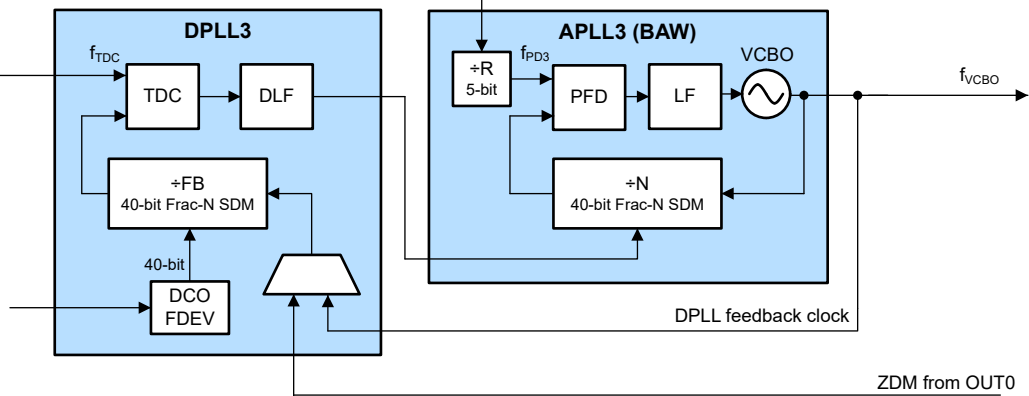 DPLL3
APLL3 (BAW)
fTDC
TDC
DLF
÷R
5-bit
fPD3
PFD
LF
VCBO
fVCBO
÷FB
40-bit Frac-N SDM
÷N
40-bit Frac-N SDM
40-bit
DCO
FDEV
DPLL feedback clock
ZDM from OUT0